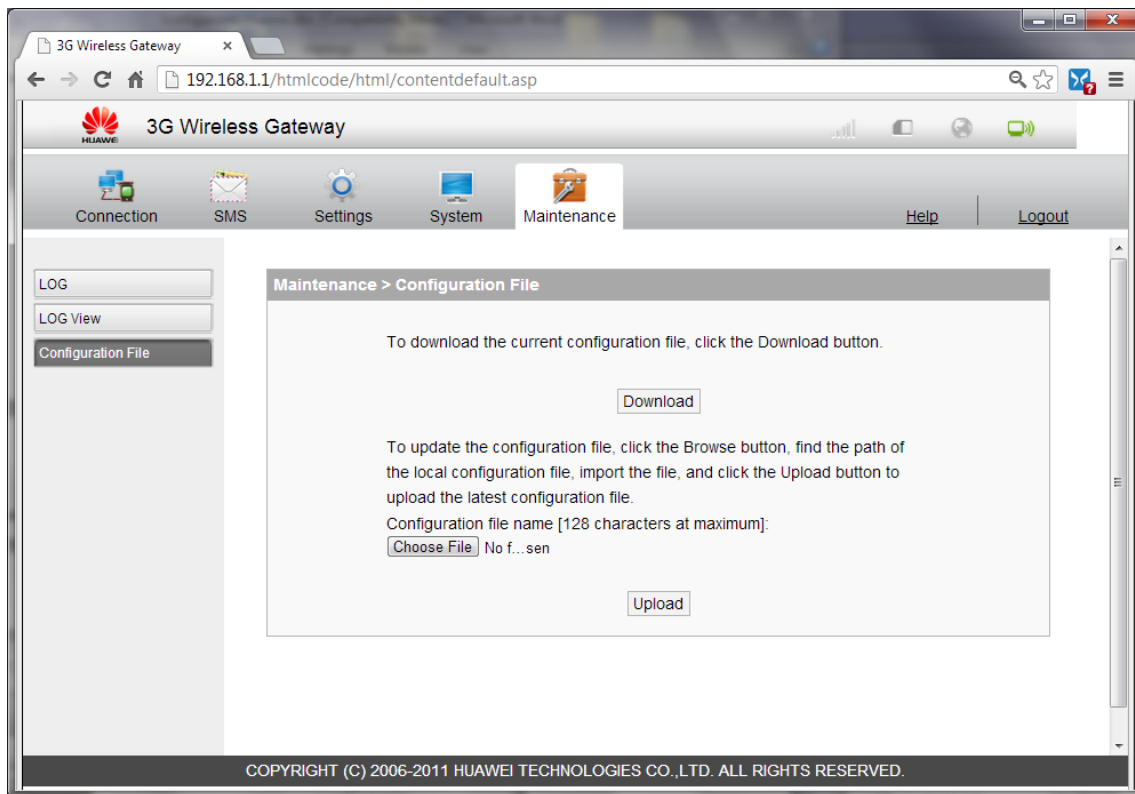 3G Wireless Gateway
192.168.1.1/htmlcode/html/contentdefault.asp
HUAWEI
3G Wireless Gateway
Connection
SMS
Settings
System
Maintenance
Help
Logout
LOG
LOG View
Configuration File
Maintenance > Configuration File
To download the current configuration file, click the Download button.
Download
To update the configuration file, click the Browse button, find the path of
the local configuration file, import the file, and click the Upload button to
upload the latest configuration file.
Configuration file name [128 characters at maximum]:
Choose File No f...sen
Upload
COPYRIGHT (C) 2006-2011 HUAWEI TECHNOLOGIES CO.,LTD. ALL RIGHTS RESERVED.